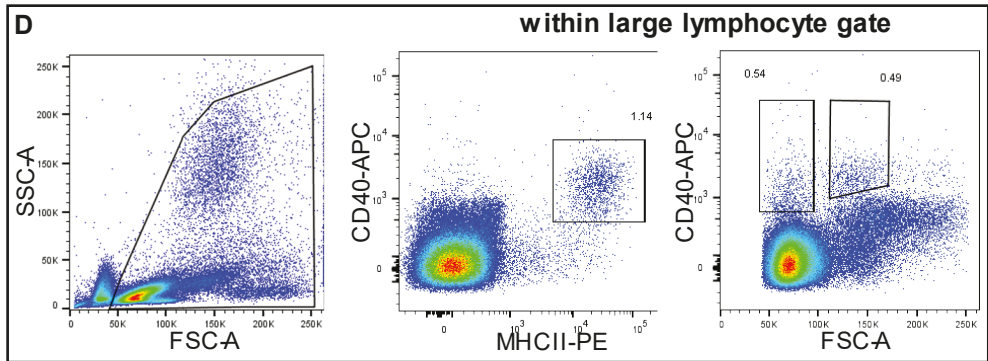 D
within large lymphocyte gate
SSC-A
250K
200K
150K
100K
50K
0
0
50K
100K
150K
200K
250K
FSC-A
CD40-APC
10^5
10^4
10^3
0
1.14
0
10^3
10^4
10^5
MHCII-PE
CD40-APC
10^5
10^4
10^3
0
0.54
0.49
0
50K
100K
150K
200K
250K
FSC-A